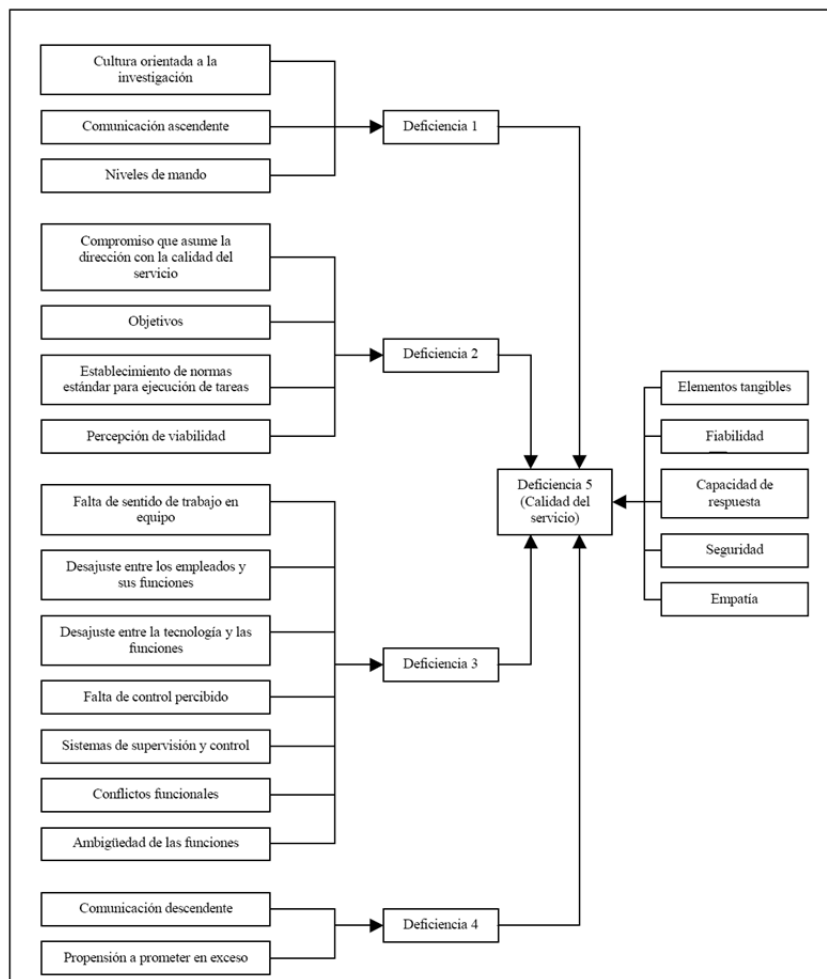 Cultura orientada a la
investigación
Comunicación ascendente
Niveles de mando
Deficiencia 1
Compromiso que asume la
dirección con la calidad del
servicio
Objetivos
Establecimiento de normas
estándar para ejecución de tareas
Percepción de viabilidad
Deficiencia 2
Falta de sentido de trabajo en
equipo
Desajuste entre los empleados y
sus funciones
Desajuste entre la tecnología y las
funciones
Falta de control percibido
Sistemas de supervisión y control
Conflictos funcionales
Ambigüedad de las funciones
Deficiencia 3
Comunicación descendente
Propensión a prometer en exceso
Deficiencia 4
Deficiencia 5
(Calidad del
servicio)
Elementos tangibles
Fiabilidad
Capacidad de
respuesta
Seguridad
Empatía